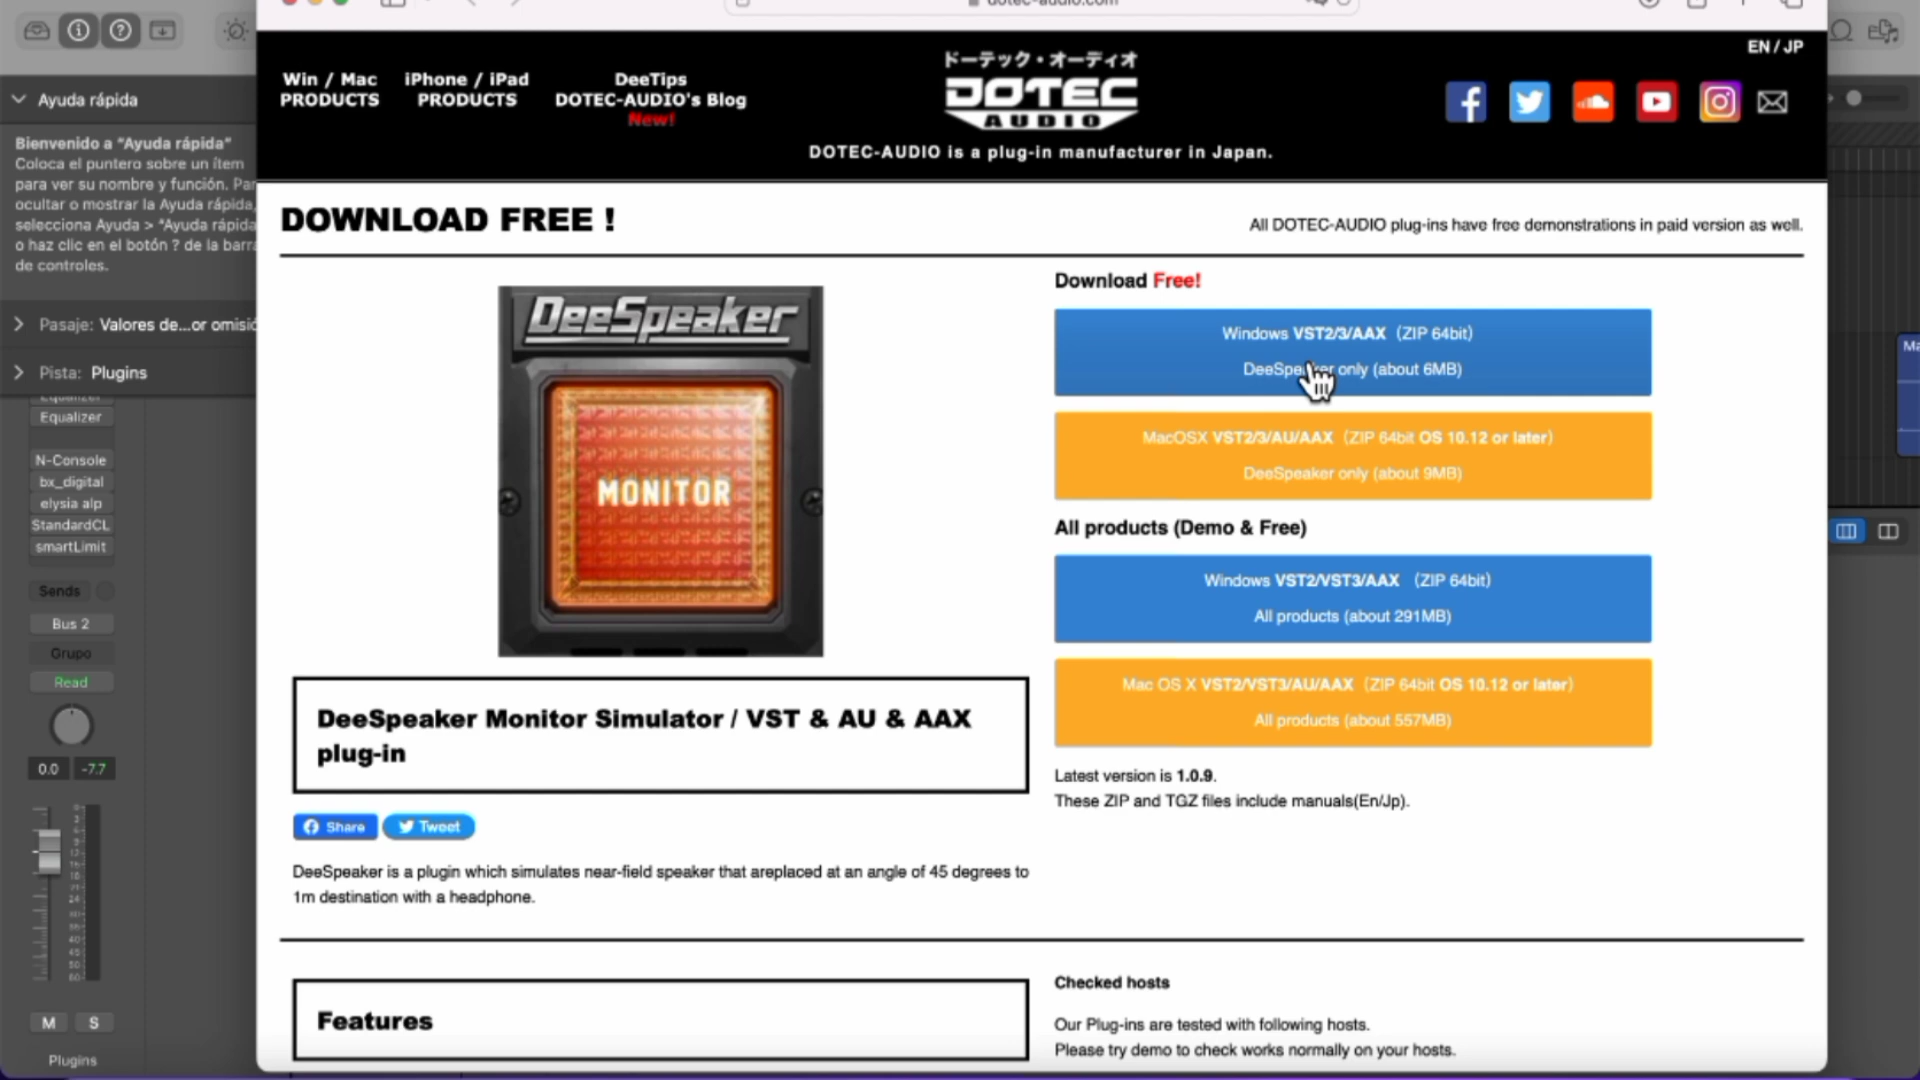 dotec-audio.com
Ayuda rápida
Bienvenido a “Ayuda rápida”
Coloca el puntero sobre un ítem
para ver su nombre y función. Par
ocultar o mostrar la Ayuda rápida,
selecciona Ayuda > “Ayuda rápida
o haz clic en el botón ? de la barra
de controles.
Pasaje: Valores de...or omisió
Pista: Plugins
Equalizer
Equalizer
N-Console
bx_digital
elysia alp
StandardCL
smartLimit
Sends
Bus 2
Grupo
Read
0.0 -7.7
M S
Plugins
EN / JP
Win / Mac
PRODUCTS
iPhone / iPad
PRODUCTS
DeeTips
DOTEC-AUDIO's Blog
New!
ドーテック・オーディオ
DOTEC
AUDIO
DOTEC-AUDIO is a plug-in manufacturer in Japan.
DOWNLOAD FREE !
All DOTEC-AUDIO plug-ins have free demonstrations in paid version as well.
DeeSpeaker
MONITOR
DeeSpeaker Monitor Simulator / VST & AU & AAX
plug-in
Share Tweet
DeeSpeaker is a plugin which simulates near-field speaker that areplaced at an angle of 45 degrees to
1m destination with a headphone.
Features
Download Free!
Windows VST2/3/AAX (ZIP 64bit)
DeeSpeaker only (about 6MB)
MacOSX VST2/3/AU/AAX (ZIP 64bit OS 10.12 or later)
DeeSpeaker only (about 9MB)
All products (Demo & Free)
Windows VST2/VST3/AAX (ZIP 64bit)
All products (about 291MB)
Mac OS X VST2/VST3/AU/AAX (ZIP 64bit OS 10.12 or later)
All products (about 557MB)
Latest version is 1.0.9.
These ZIP and TGZ files include manuals(En/Jp).
Checked hosts
Our Plug-ins are tested with following hosts.
Please try demo to check works normally on your hosts.
Ma